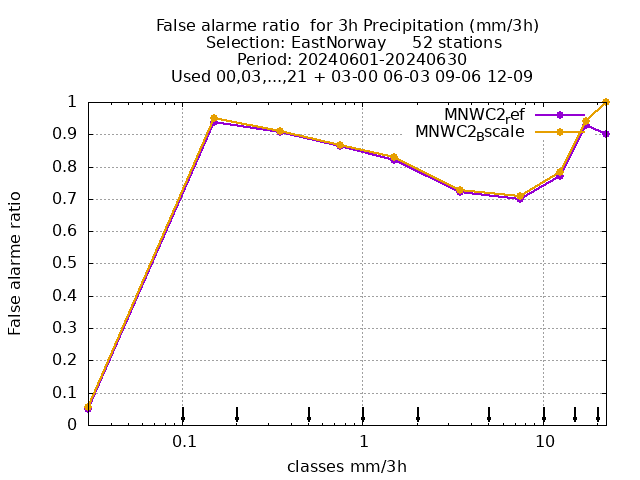 False alarme ratio  for 3h Precipitation (mm/3h)
Selection: EastNorway     52 stations
Period: 20240601-20240630
Used 00,03,...,21 + 03-00 06-03 09-06 12-09
MNWC2ref
MNWC2Bscale
False alarme ratio
1
0.9
0.8
0.7
0.6
0.5
0.4
0.3
0.2
0.1
0
0.1 1 10
classes mm/3h